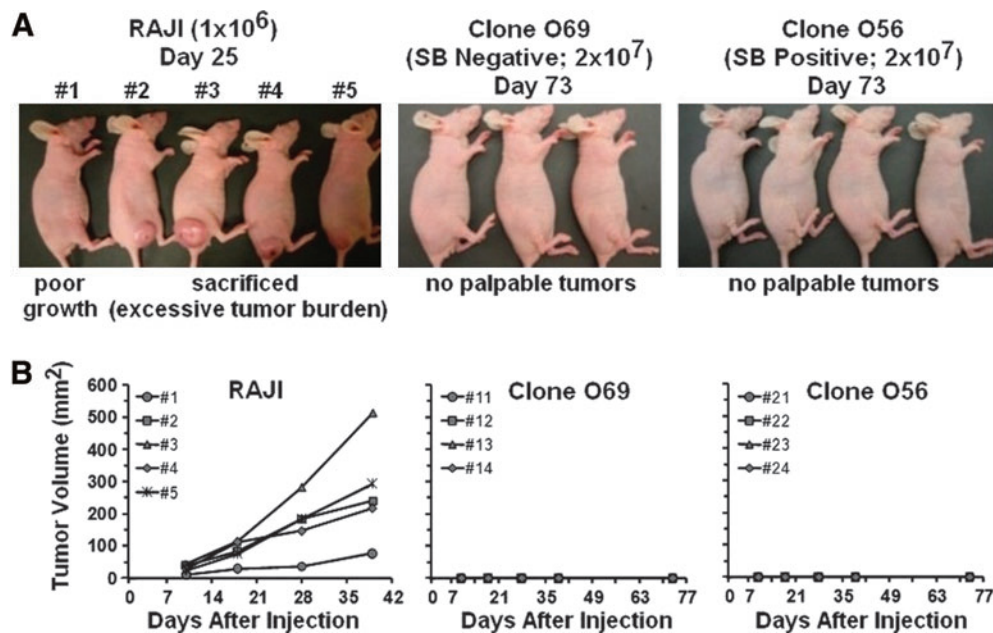 A
RAJI (1x10⁶)
Day 25
#1 #2 #3 #4 #5
poor growth
sacrificed
(excessive tumor burden)
Clone O69
(SB Negative; 2x10⁷)
Day 73
no palpable tumors
Clone O56
(SB Positive; 2x10⁷)
Day 73
no palpable tumors
B
Tumor Volume (mm²)
600
500
400
300
200
100
0
RAJI
#1
#2
#3
#4
#5
0 7 14 21 28 35 42
Days After Injection
Clone O69
#11
#12
#13
#14
0 7 21 35 49 63 77
Days After Injection
Clone O56
#21
#22
#23
#24
0 7 21 35 49 63 77
Days After Injection